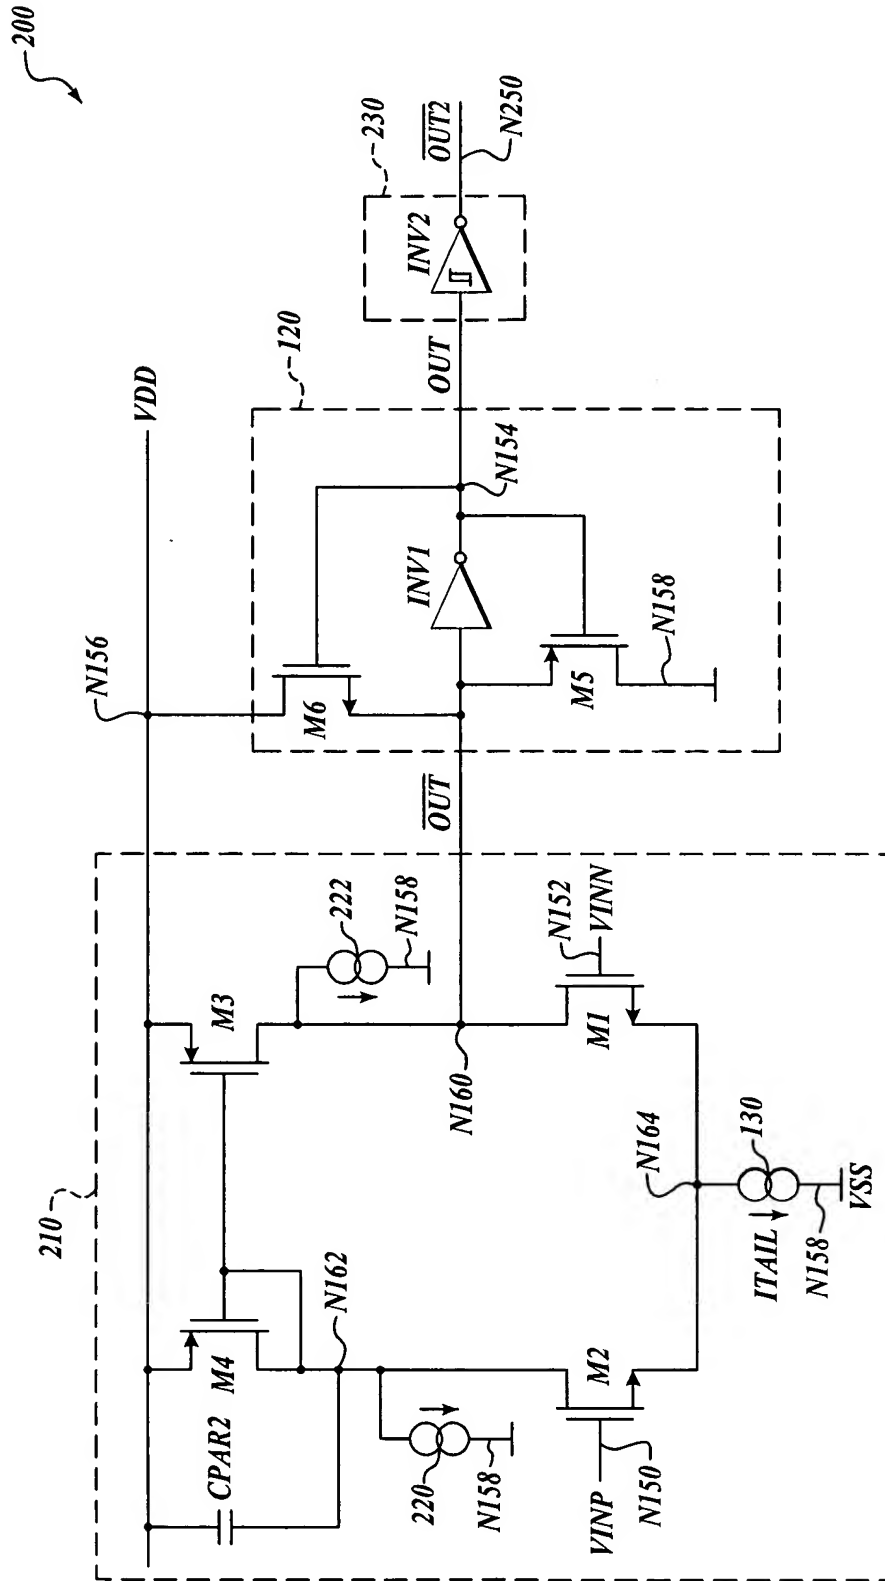 200
210
N156
VDD
CPAR2
M4
M3
N162
222
N158
220
N158
N160
OUT
M6
120
INV1
N154
M5
N158
OUT
230
INV2
OUT2
N250
VINP
N150
M2
N152
VINN
M1
N164
130
ITAIL
N158
VSS